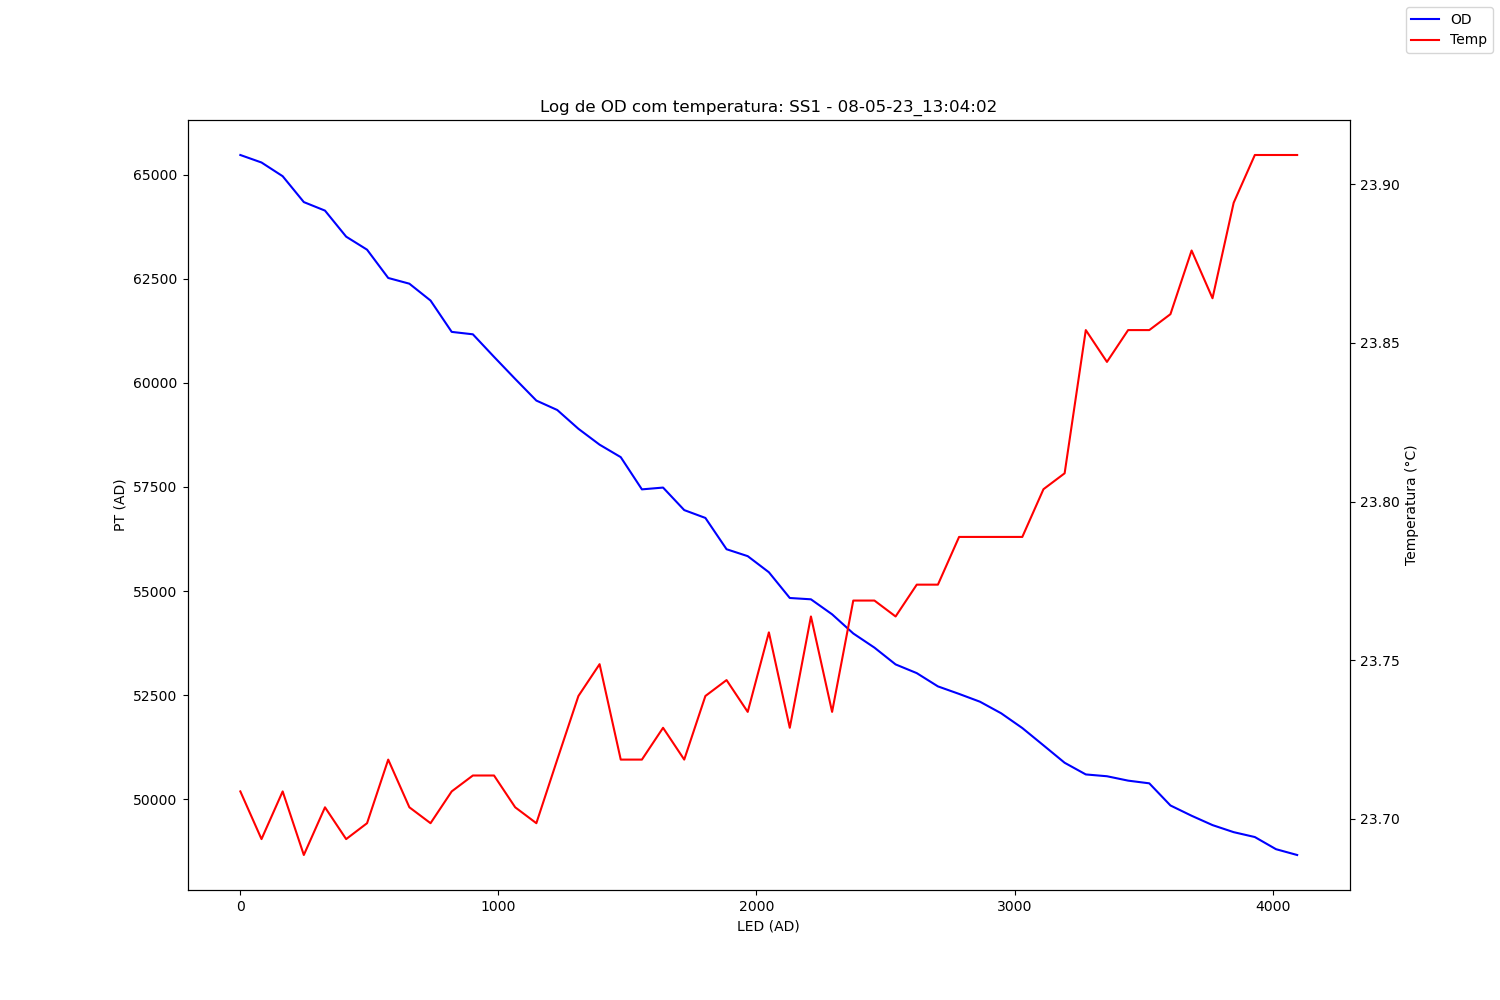 OD
Temp
Log de OD com temperatura: SS1 - 08-05-23_13:04:02
65000
62500
60000
57500
55000
52500
50000
PT (AD)
23.90
23.85
23.80
23.75
23.70
Temperatura (°C)
0 1000 2000 3000 4000
LED (AD)